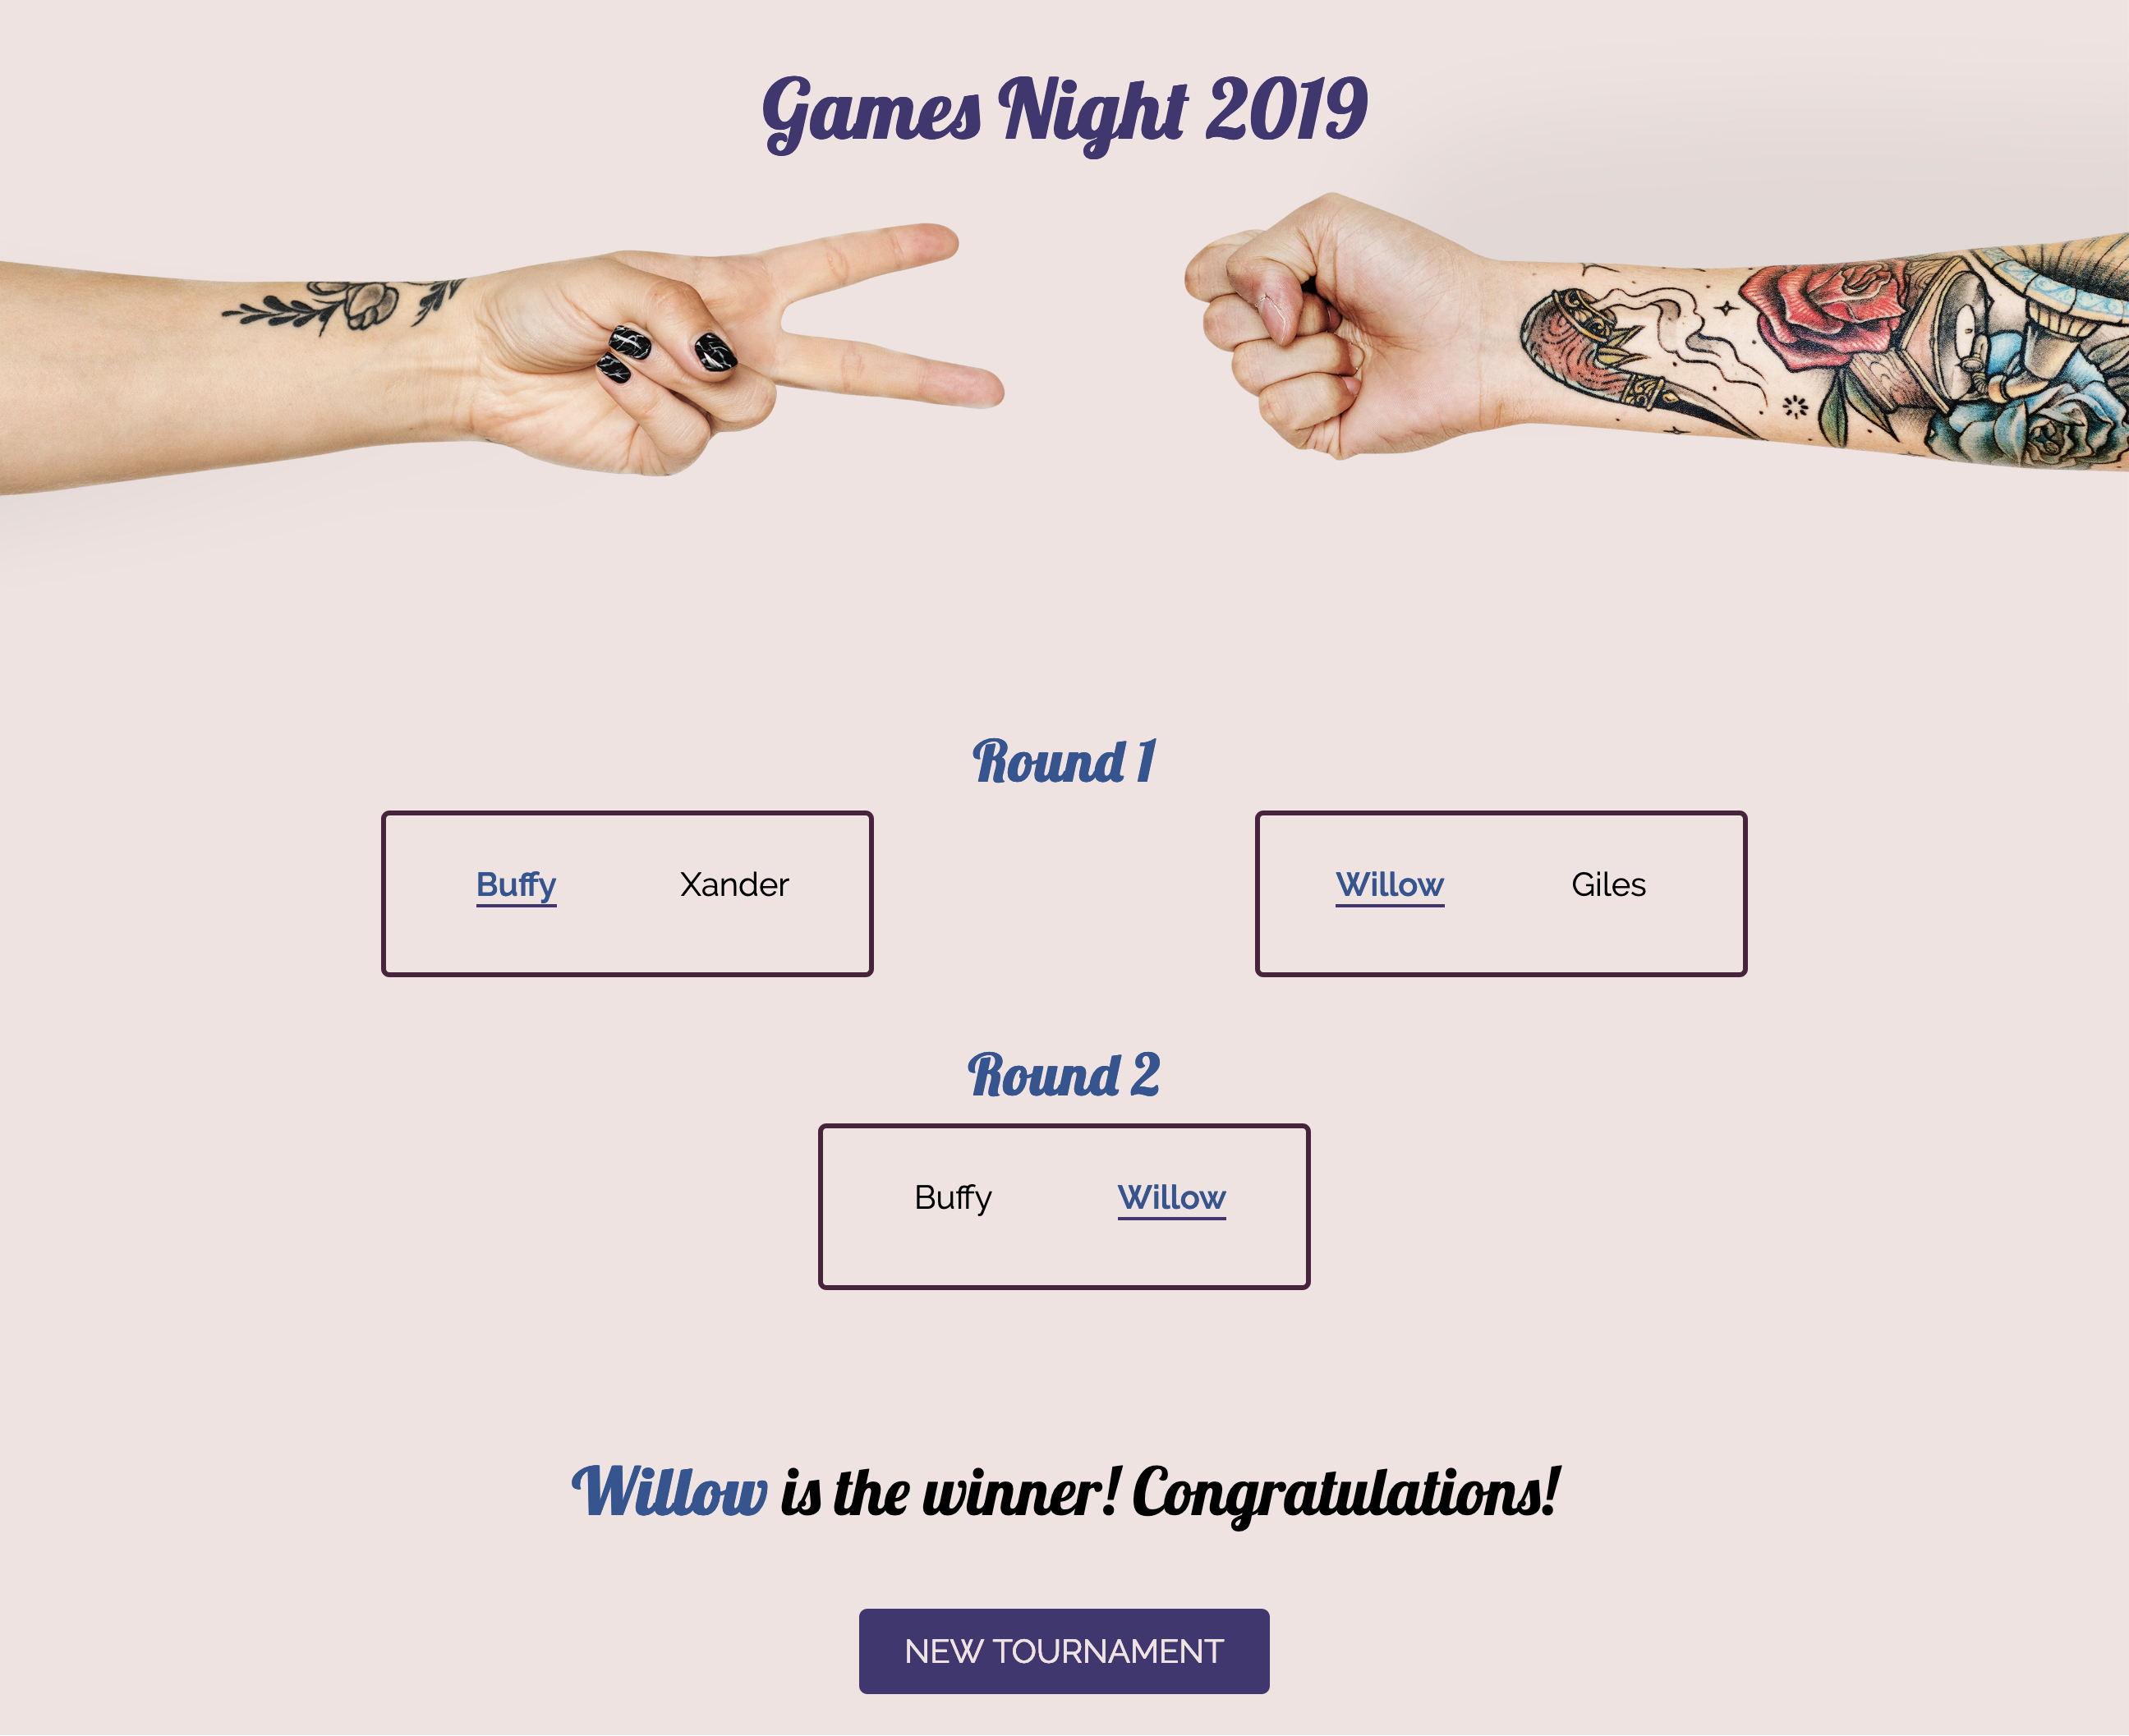 Games Night 2019
Round 1
Buffy Xander
Willow Giles
Round 2
Buffy Willow
Willow is the winner! Congratulations!
NEW TOURNAMENT